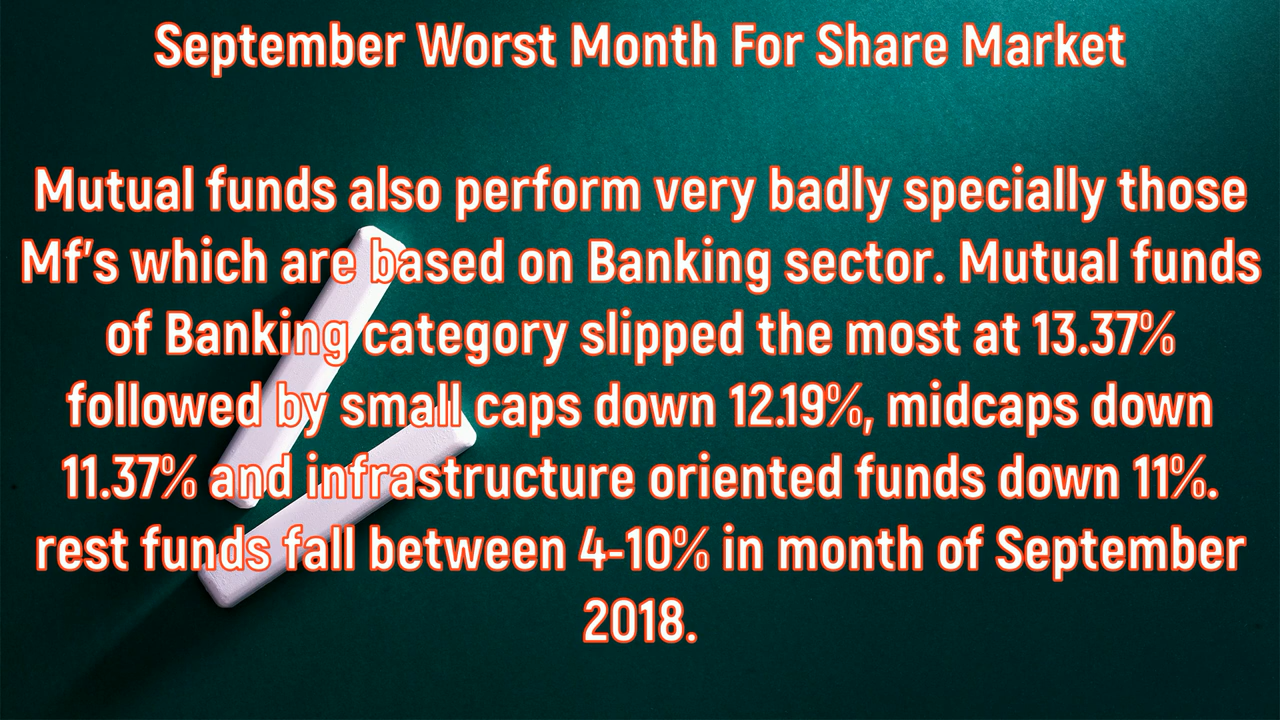 September Worst Month For Share Market
Mutual funds also perform very badly specially those
Mf's which are based on Banking sector. Mutual funds
of Banking category slipped the most at 13.37%
followed by small caps down 12.19%, midcaps down
11.37% and infrastructure oriented funds down 11%.
rest funds fall between 4-10% in month of September
2018.